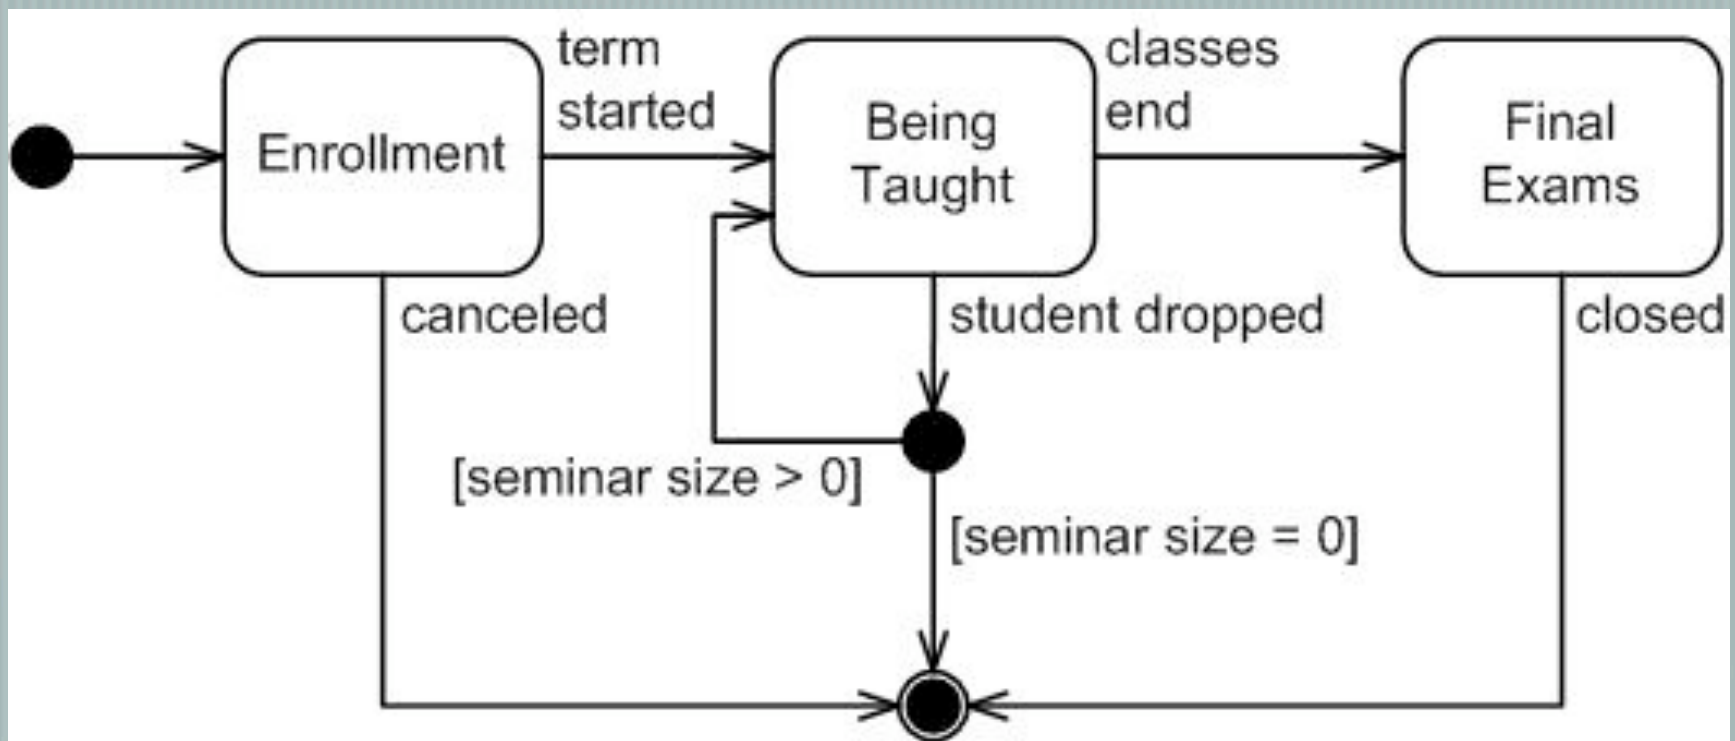 term
started
classes
end
Enrollment
Being
Taught
Final
Exams
canceled
student dropped
closed
[seminar size > 0]
[seminar size = 0]